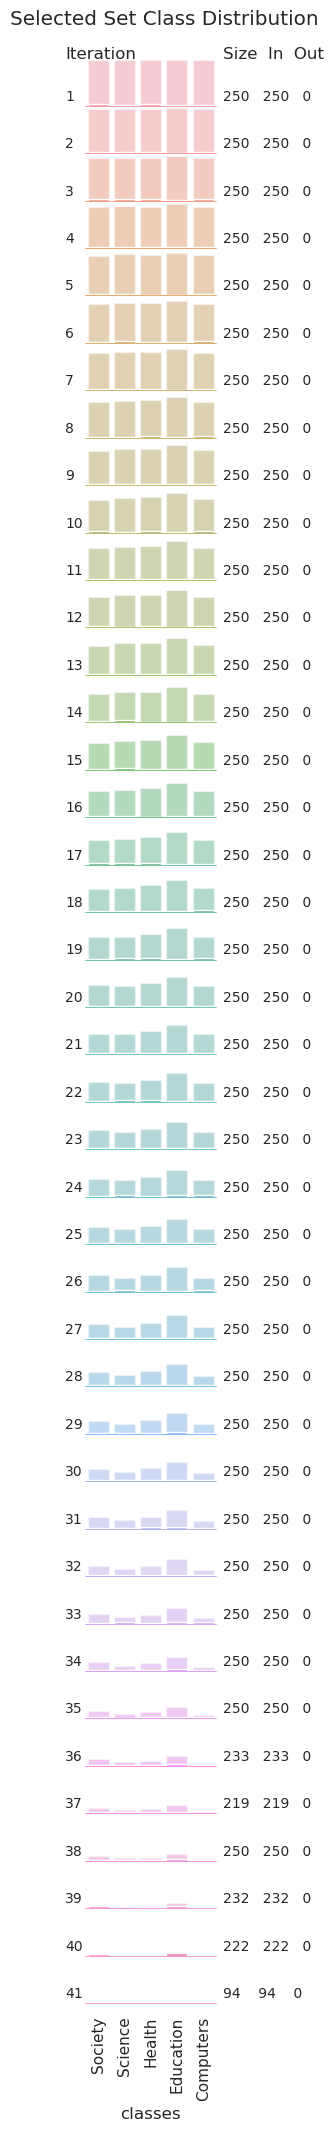 Selected Set Class Distribution
Iteration Size In Out
1 250 250 0
2 250 250 0
3 250 250 0
4 250 250 0
5 250 250 0
6 250 250 0
7 250 250 0
8 250 250 0
9 250 250 0
10 250 250 0
11 250 250 0
12 250 250 0
13 250 250 0
14 250 250 0
15 250 250 0
16 250 250 0
17 250 250 0
18 250 250 0
19 250 250 0
20 250 250 0
21 250 250 0
22 250 250 0
23 250 250 0
24 250 250 0
25 250 250 0
26 250 250 0
27 250 250 0
28 250 250 0
29 250 250 0
30 250 250 0
31 250 250 0
32 250 250 0
33 250 250 0
34 250 250 0
35 250 250 0
36 233 233 0
37 219 219 0
38 250 250 0
39 232 232 0
40 222 222 0
41 94 94 0
Society
Science
Health
Education
Computers
classes